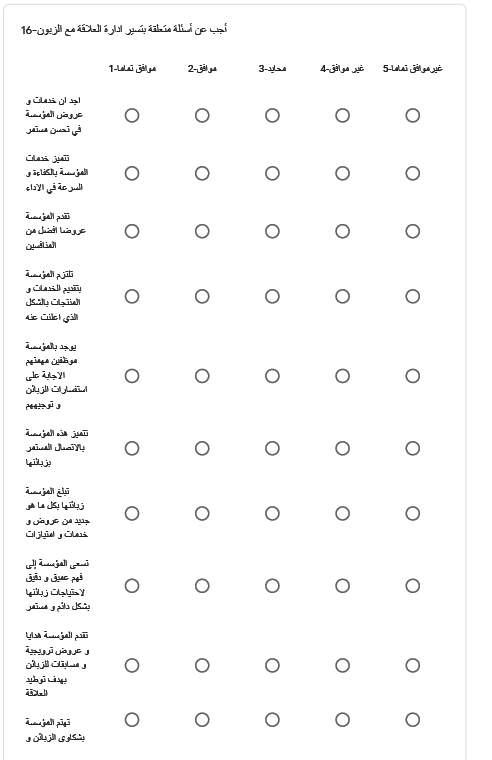 أجب عن أسئلة متعلقة بتسير ادارة العلاقة مع الزبون-16
موافق تماما-1
موافق-2
محايد-3
غير موافق-4
غيرموافق تماما-5
اجد ان خدمات و
عروض المؤسسة
في تحسن مستمر
تتميز خدمات
المؤسسة بالكفاءة و
السرعة في الاداء
تقدم المؤسسة
عروضا افضل من
المنافسين
تلتزم المؤسسة
بتقديم الخدمات و
المنتجات بالشكل
الذي اعلنت عنه
يوجد بالمؤسسة
موظفين مهمتهم
الاجابة على
استفسارات الزبائن
و توجيههم
تتميز هذه المؤسسة
بالاتصال المستمر
بزبائنها
تبلغ المؤسسة
زبائنها بكل ما هو
جديد من عروض و
خدمات و امتيازات
تسعى المؤسسة إلى
فهم عميق و دقيق
لاحتياجات زبائنها
بشكل دائم و مستمر
تقدم المؤسسة هدايا
و عروض ترويجية
و مسابقات للزبائن
بهدف توطيد
العلاقة
تهتم المؤسسة
بشكاوى الزبائن و